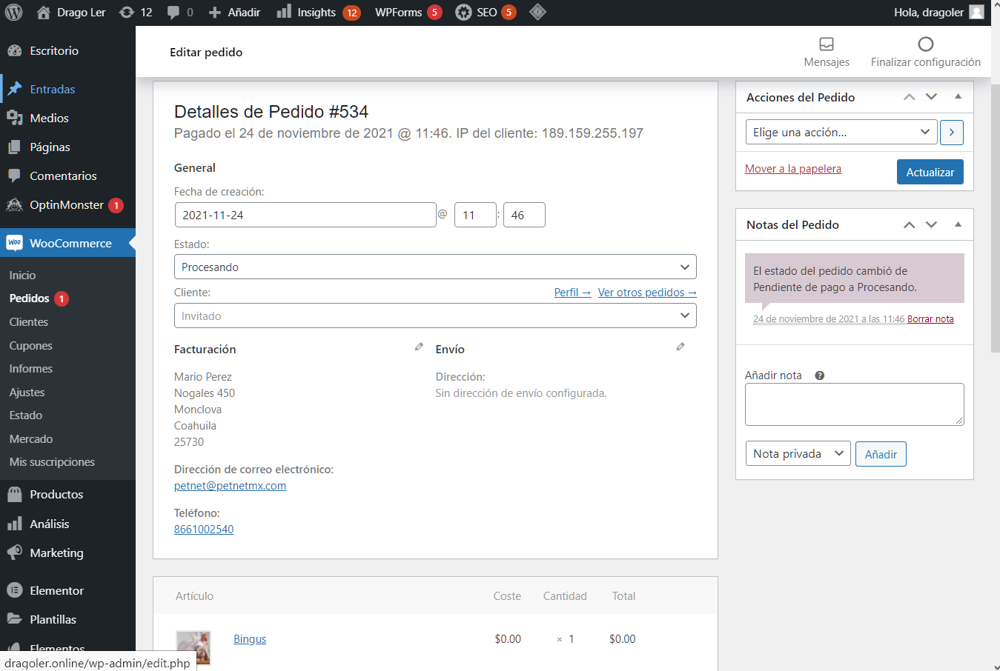 Drago Ler
12
0
Añadir
Insights 12
WPForms 5
SEO 5
Hola, dragoler
Escritorio
Entradas
Medios
Páginas
Comentarios
OptinMonster 1
Woo WooCommerce
Inicio
Pedidos 1
Clientes
Cupones
Informes
Ajustes
Estado
Mercado
Mis suscripciones
Productos
Análisis
Marketing
Elementor
Plantillas
Elementos
dragoler.online/wp-admin/edit.php
Editar pedido
Mensajes
Finalizar configuración
Detalles de Pedido #534
Pagado el 24 de noviembre de 2021 @ 11:46. IP del cliente: 189.159.255.197
General
Fecha de creación:
2021-11-24 @ 11 : 46
Estado:
Procesando
Cliente: Perfil → Ver otros pedidos →
Invitado
Facturación
Mario Perez
Nogales 450
Monclova
Coahuila
25730
Dirección de correo electrónico:
petnet@petnetmx.com
Teléfono:
8661002540
Envío
Dirección:
Sin dirección de envío configurada.
Artículo Coste Cantidad Total
Bingus $0.00 × 1 $0.00
Acciones del Pedido
Elige una acción...
Mover a la papelera
Actualizar
Notas del Pedido
El estado del pedido cambió de
Pendiente de pago a Procesando.
24 de noviembre de 2021 a las 11:46 Borrar nota
Añadir nota ?
Nota privada
Añadir